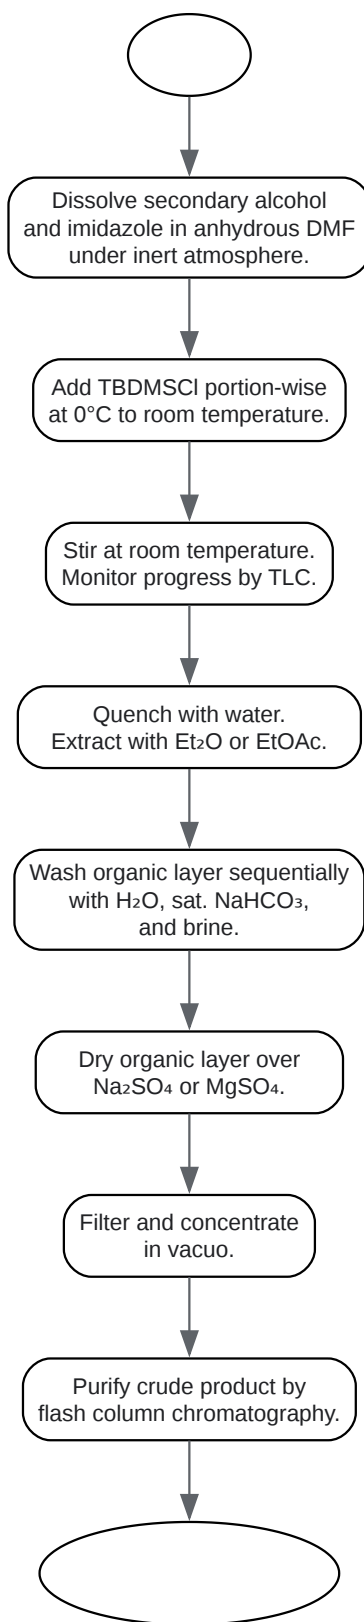 Dissolve secondary alcohol
and imidazole in anhydrous DMF
under inert atmosphere.
Add TBDMSCl portion-wise
at 0°C to room temperature.
Stir at room temperature.
Monitor progress by TLC.
Quench with water.
Extract with Et₂O or EtOAc.
Wash organic layer sequentially
with H₂O, sat. NaHCO₃,
and brine.
Dry organic layer over
Na₂SO₄ or MgSO₄.
Filter and concentrate
in vacuo.
Purify crude product by
flash column chromatography.